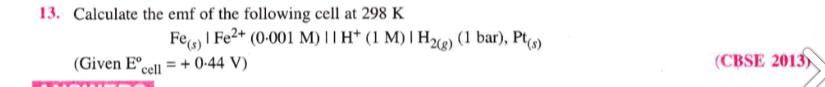 13. Calculate the emf of the following cell at 298 K
Fe(s) | Fe²⁺ (0·001 M) || H⁺ (1 M) | H₂(g) (1 bar), Pt(s)
(Given E°cell = + 0·44 V) (CBSE 2013)